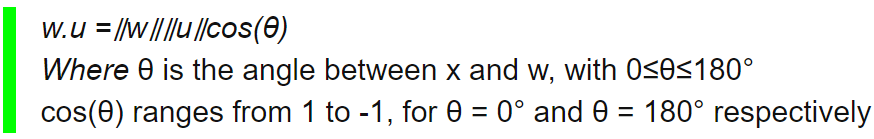 w.u =//w////u//cos(θ)
Where θ is the angle between x and w, with 0≤θ≤180°
cos(θ) ranges from 1 to -1, for θ = 0° and θ = 180° respectively